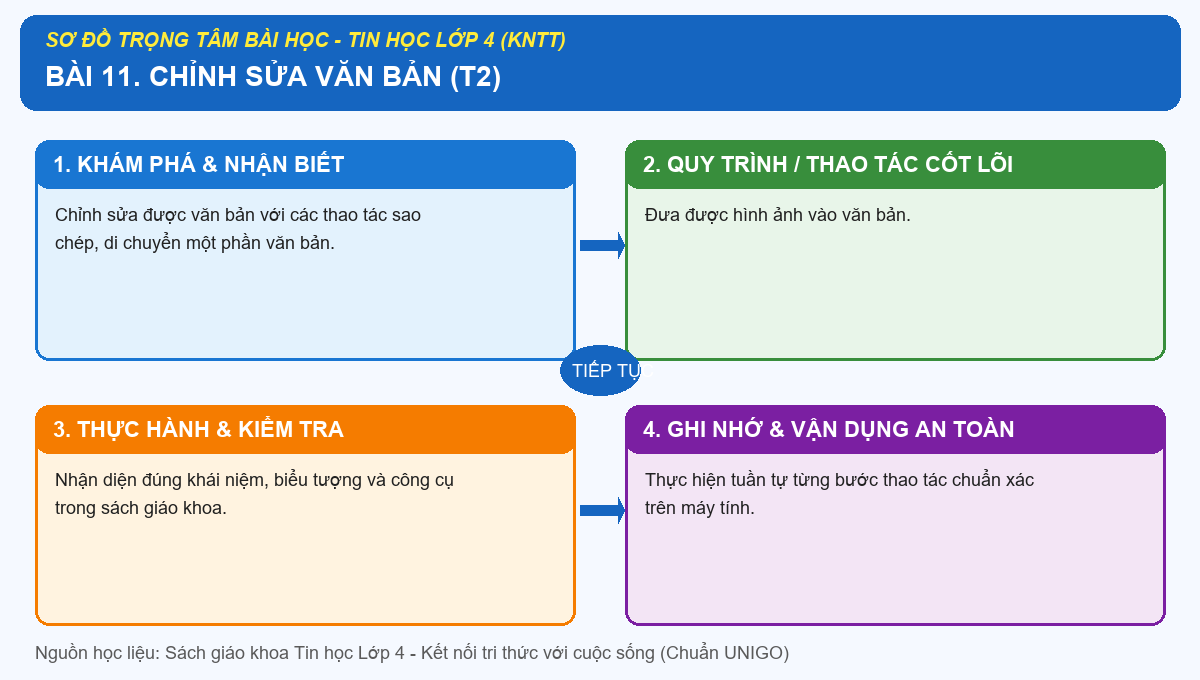 SƠ ĐỒ TRỌNG TÂM BÀI HỌC - TIN HỌC LỚP 4 (KNTT)
BÀI 11. CHỈNH SỬA VĂN BẢN (T2)
1. KHÁM PHÁ & NHẬN BIẾT
Chỉnh sửa được văn bản với các thao tác sao
chép, di chuyển một phần văn bản.
2. QUY TRÌNH / THAO TÁC CỐT LÕI
Đưa được hình ảnh vào văn bản.
TIẾP TỤC
3. THỰC HÀNH & KIỂM TRA
Nhận diện đúng khái niệm, biểu tượng và công cụ
trong sách giáo khoa.
4. GHI NHỚ & VẬN DỤNG AN TOÀN
Thực hiện tuần tự từng bước thao tác chuẩn xác
trên máy tính.
Nguồn học liệu: Sách giáo khoa Tin học Lớp 4 - Kết nối tri thức với cuộc sống (Chuẩn UNIGO)